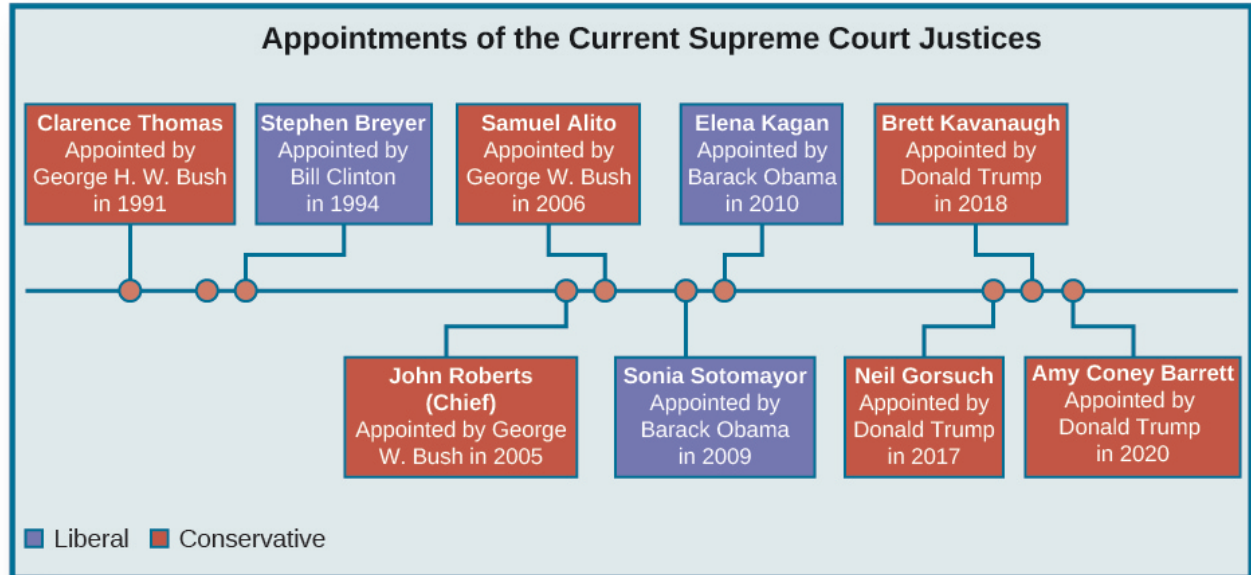 Appointments of the Current Supreme Court Justices
Clarence Thomas
Appointed by
George H. W. Bush
in 1991
Stephen Breyer
Appointed by
Bill Clinton
in 1994
Samuel Alito
Appointed by
George W. Bush
in 2006
Elena Kagan
Appointed by
Barack Obama
in 2010
Brett Kavanaugh
Appointed by
Donald Trump
in 2018
John Roberts
(Chief)
Appointed by George
W. Bush in 2005
Sonia Sotomayor
Appointed by
Barack Obama
in 2009
Neil Gorsuch
Appointed by
Donald Trump
in 2017
Amy Coney Barrett
Appointed by
Donald Trump
in 2020
Liberal
Conservative